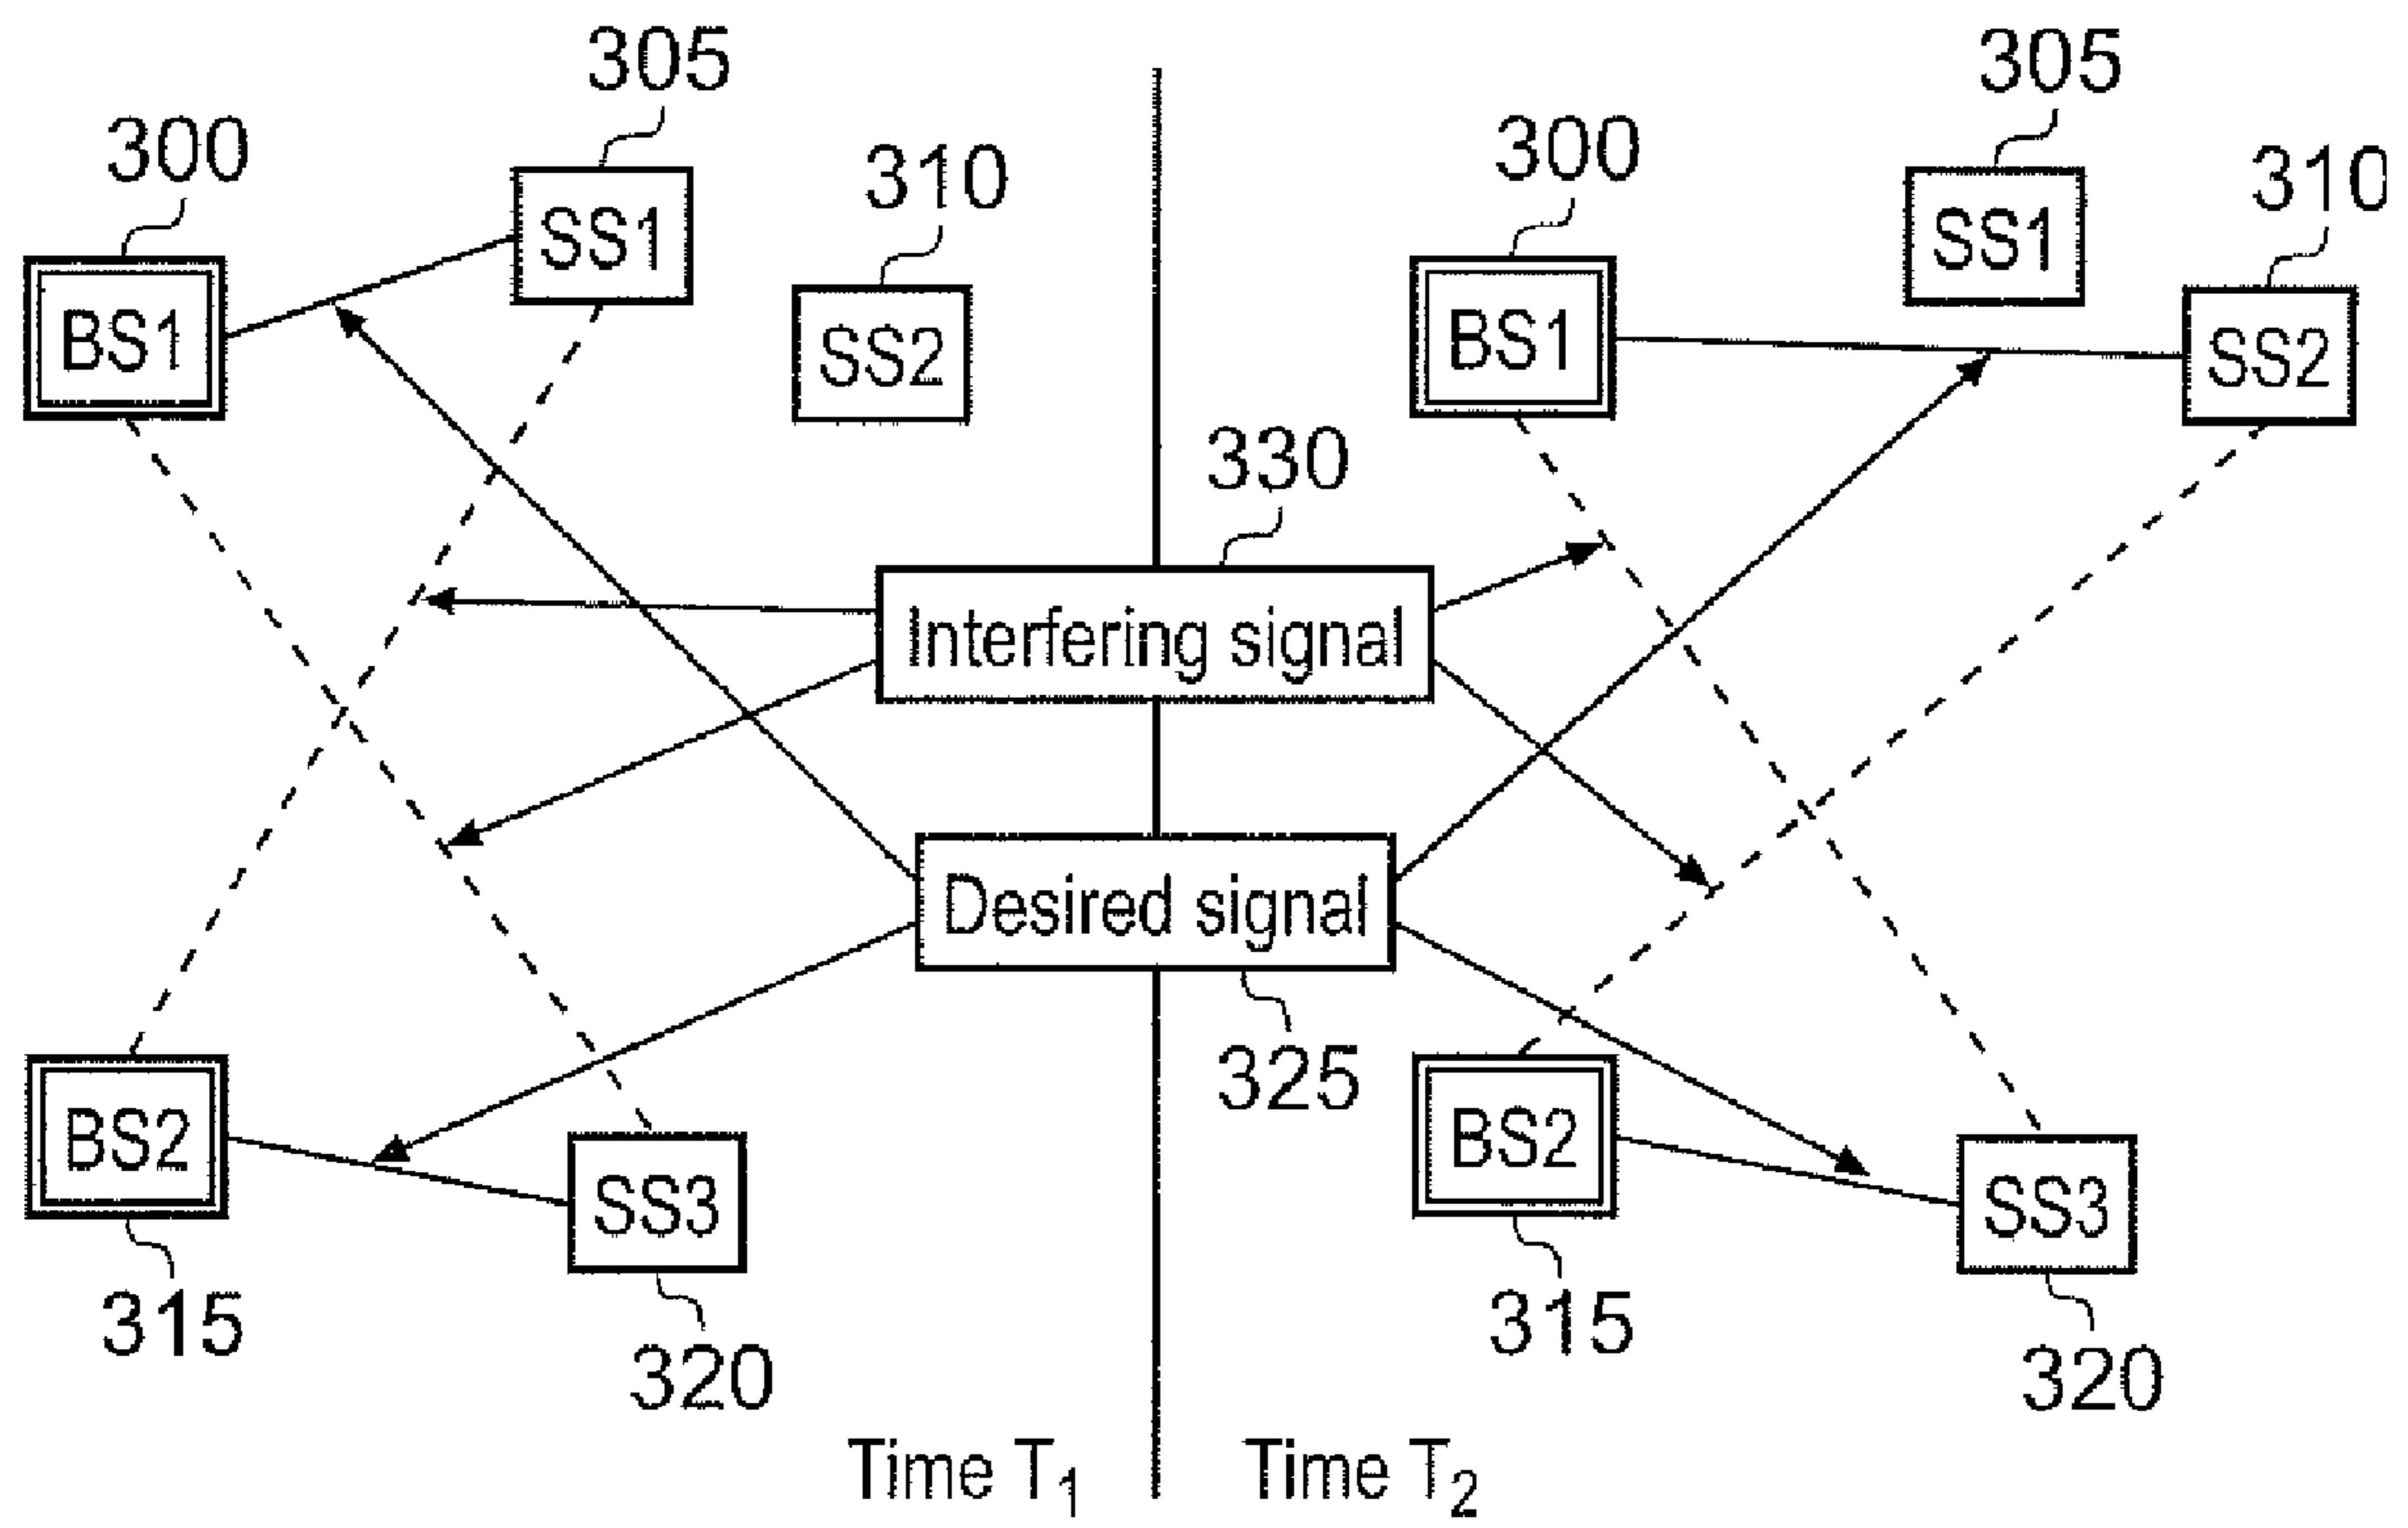 305
305
300
310
300
310
SS1
SS1
BS1
SS2
BS1
SS2
330
Interfering signal
Desired signal
325
BS2
SS3
BS2
SS3
315
320
315
320
Time T1
Time T2